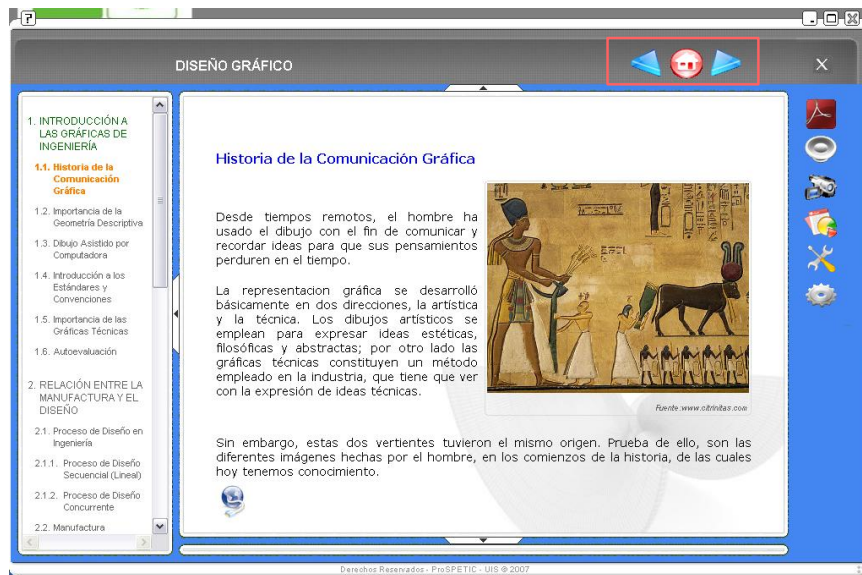 DISEÑO GRÁFICO
X
1. INTRODUCCIÓN A
LAS GRÁFICAS DE
INGENIERÍA
1.1. Historia de la
Comunicación
Gráfica
1.2. Importancia de la
Geometría Descriptiva
1.3. Dibujo Asistido por
Computadora
1.4. Introducción a los
Estándares y
Convenciones
1.5. Importancia de las
Gráficas Técnicas
1.6. Autoevaluación
2. RELACIÓN ENTRE LA
MANUFACTURA Y EL
DISEÑO
2.1. Proceso de Diseño en
Ingeniería
2.1.1. Proceso de Diseño
Secuencial (Lineal)
2.1.2. Proceso de Diseño
Concurrente
2.2. Manufactura
Historia de la Comunicación Gráfica
Desde tiempos remotos, el hombre ha
usado el dibujo con el fin de comunicar y
recordar ideas para que sus pensamientos
perduren en el tiempo.
La representacion gráfica se desarrolló
básicamente en dos direcciones, la artística
y la técnica. Los dibujos artísticos se
emplean para expresar ideas estéticas,
filosóficas y abstractas; por otro lado las
gráficas técnicas constituyen un método
empleado en la industria, que tiene que ver
con la expresión de ideas técnicas.
Fuente:www.citrinitas.com
Sin embargo, estas dos vertientes tuvieron el mismo origen. Prueba de ello, son las
diferentes imágenes hechas por el hombre, en los comienzos de la historia, de las cuales
hoy tenemos conocimiento.
Derechos Reservados - ProSPETIC - UIS @ 2007